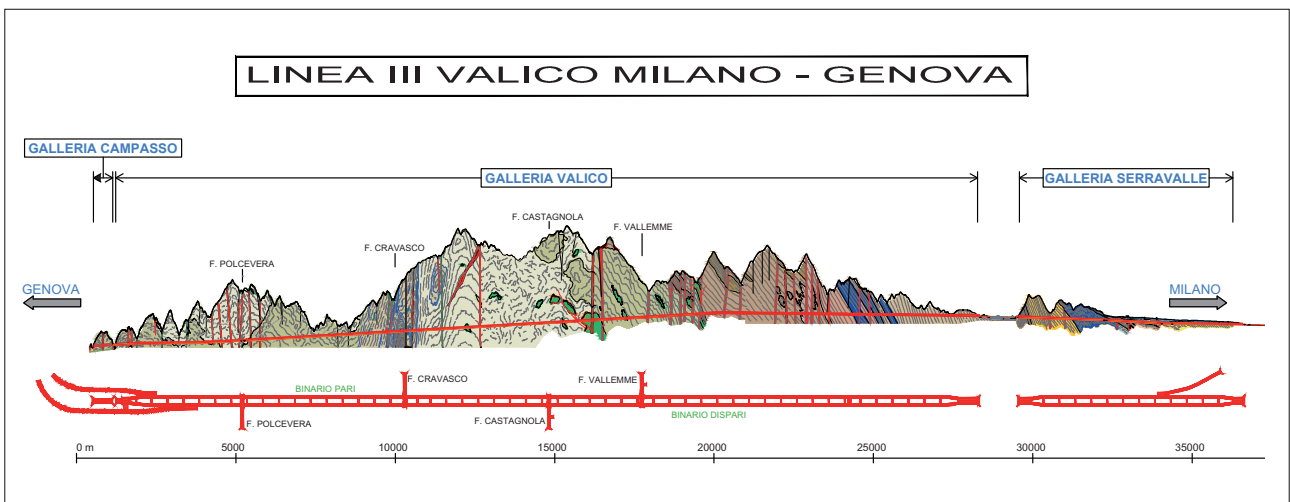 LINEA III VALICO MILANO - GENOVA
GALLERIA CAMPASSO
GALLERIA VALICO
GALLERIA SERRAVALLE
F. CASTAGNOLA
F. VALLEMME
F. CRAVASCO
F. POLCEVERA
GENOVA
MILANO
F. CRAVASCO
F. VALLEMME
BINARIO PARI
BINARIO DISPARI
F. POLCEVERA
F. CASTAGNOLA
0 m 5000 10000 15000 20000 25000 30000 35000